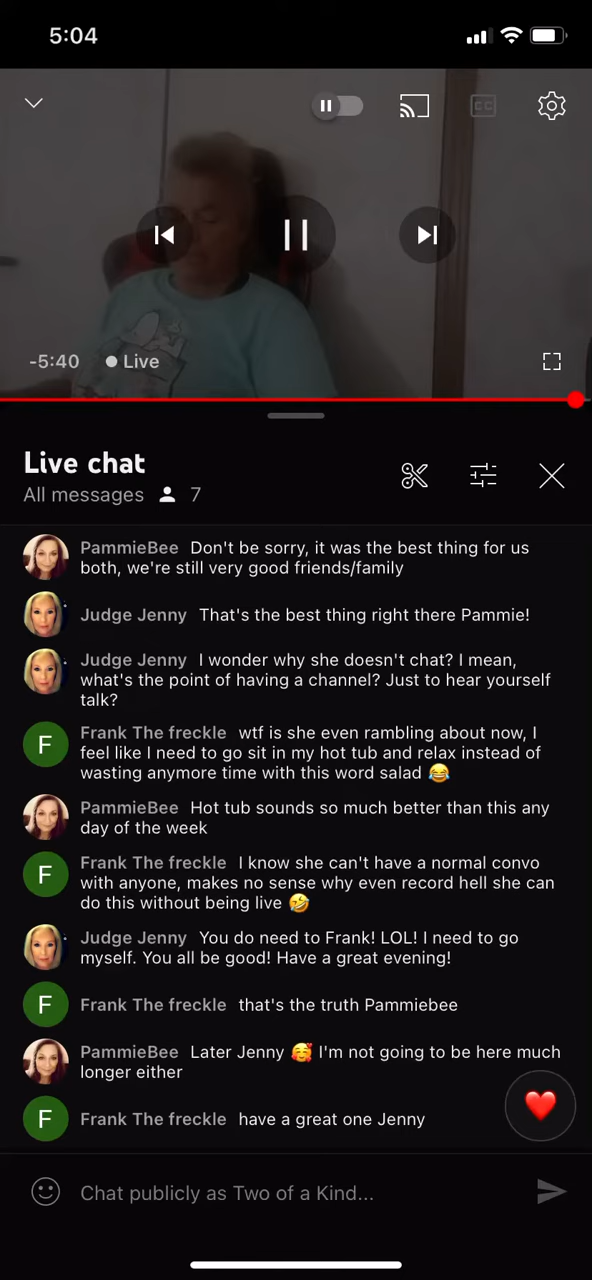 5:04
CC
-5:40 Live
Live chat
All messages 7
PammieBee Don't be sorry, it was the best thing for us
both, we're still very good friends/family
Judge Jenny That's the best thing right there Pammie!
Judge Jenny I wonder why she doesn't chat? I mean,
what's the point of having a channel? Just to hear yourself
talk?
F Frank The freckle wtf is she even rambling about now, I
feel like I need to go sit in my hot tub and relax instead of
wasting anymore time with this word salad 😂
PammieBee Hot tub sounds so much better than this any
day of the week
F Frank The freckle I know she can't have a normal convo
with anyone, makes no sense why even record hell she can
do this without being live 🤣
Judge Jenny You do need to Frank! LOL! I need to go
myself. You all be good! Have a great evening!
F Frank The freckle that's the truth Pammiebee
PammieBee Later Jenny 🥰 I'm not going to be here much
longer either
F Frank The freckle have a great one Jenny
Chat publicly as Two of a Kind...